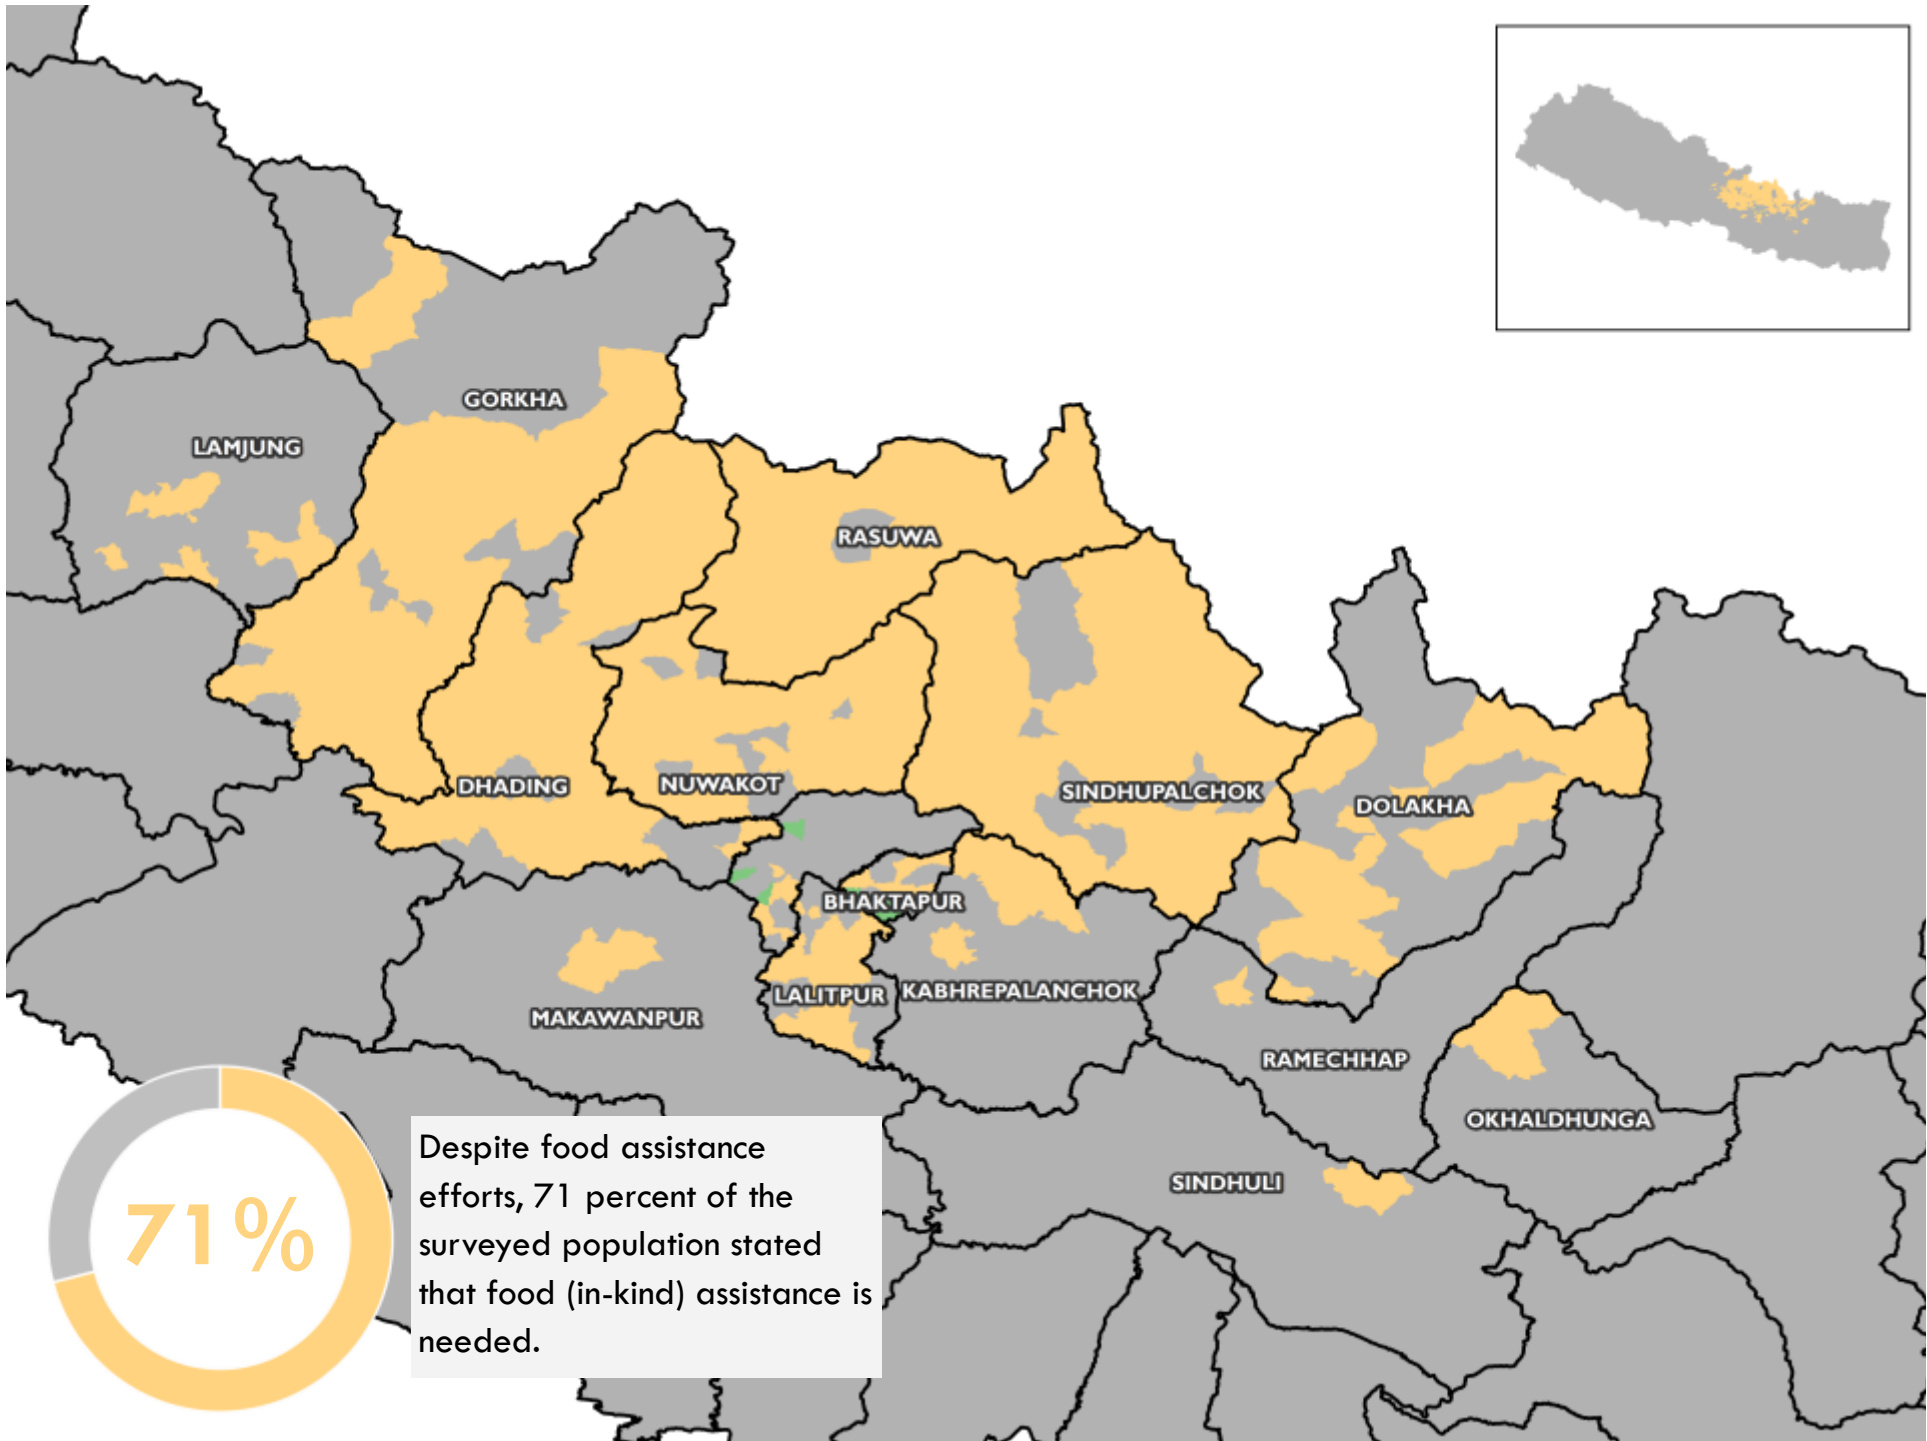 GORKHA
LAMJUNG
RASUWA
DHADING
NUWAKOT
SINDHUPALCHOK
DOLAKHA
BHAKTAPUR
LALITPUR
KABHREPALANCHOK
MAKAWANPUR
RAMECHHAP
OKHALDHUNGA
SINDHULI
71%
Despite food assistance
efforts, 71 percent of the
surveyed population stated
that food (in-kind) assistance is
needed.